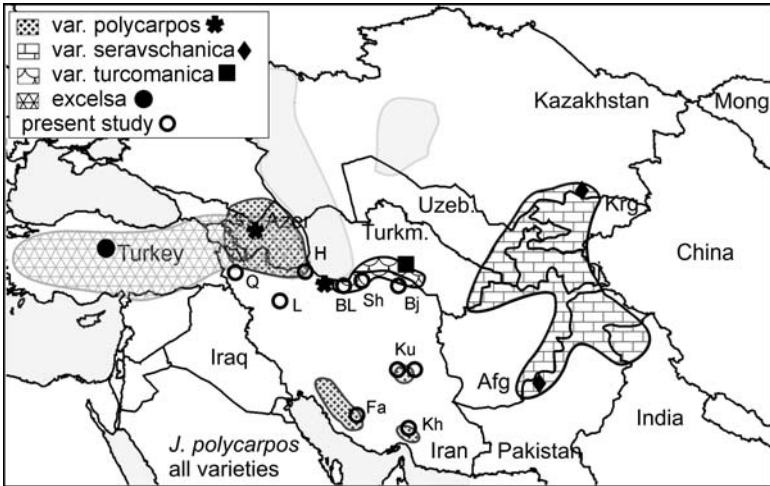 var. polycarpos
var. seravschanica
var. turcomanica
excelsa
present study
Kazakhstan
Mong
Uzeb.
Krg
Azer
Turkey
Turkm.
China
H
Q
L
BL
Sh
Bj
Iraq
Ku
Afg
Fa
Kh
India
Iran
Pakistan
J. polycarpos
all varieties